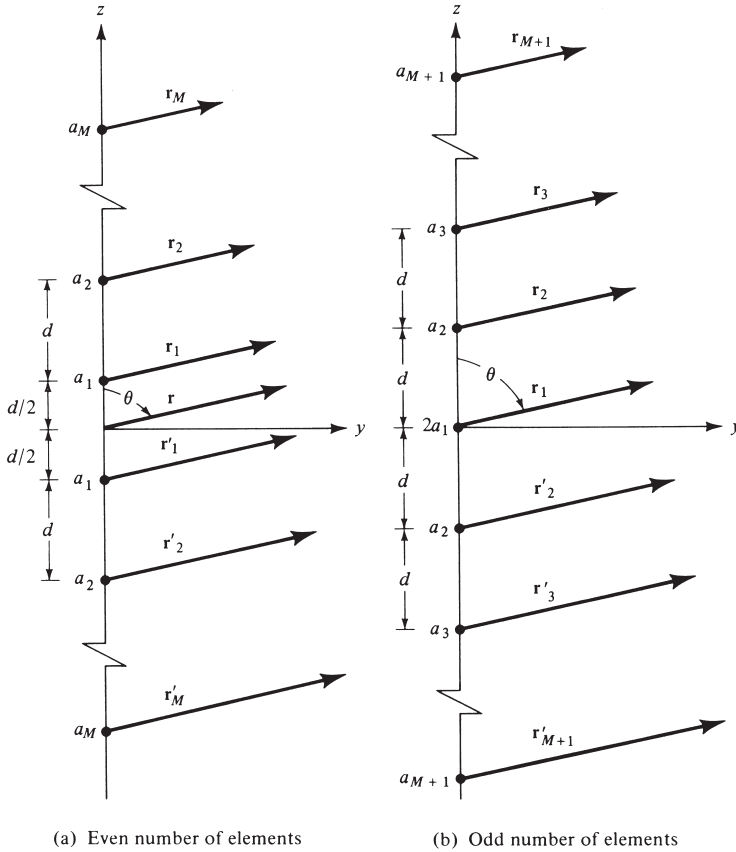 z
r_M
a_M
r_2
a_2
d
r_1
a_1
d/2
θ
r
y
d/2
r'_1
a_1
d
r'_2
a_2
r'_M
a_M
(a) Even number of elements
z
r_{M+1}
a_{M+1}
r_3
a_3
d
r_2
a_2
d
θ
r_1
2a_1
y
d
r'_2
a_2
d
r'_3
a_3
r'_{M+1}
a_{M+1}
(b) Odd number of elements